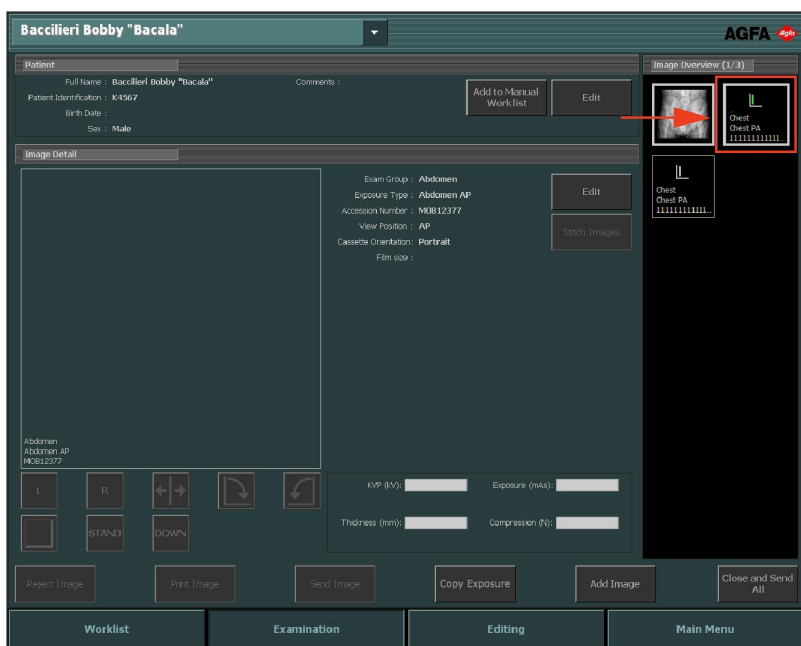 Baccilieri Bobby "Bacala"
AGFA Agfa
Patient
Full Name : Baccilieri Bobby "Bacala"
Comments :
Patient Identification : K4567
Birth Date :
Sex : Male
Add to Manual
Worklist
Edit
Image Overview (1/3)
L
Chest
Chest PA
111111111111..
L
Chest
Chest PA
111111111111..
Image Detail
Exam Group : Abdomen
Exposure Type : Abdomen AP
Accession Number : MOB12377
View Position : AP
Cassette Orientation: Portrait
Film size :
Edit
Stitch Images
Abdomen
Abdomen AP
MOB12377
L
R
STAND
DOWN
KVP (kV):
Exposure (mAs):
Thickness (mm):
Compression (N):
Reject Image
Print Image
Send Image
Copy Exposure
Add Image
Close and Send
All
Worklist
Examination
Editing
Main Menu